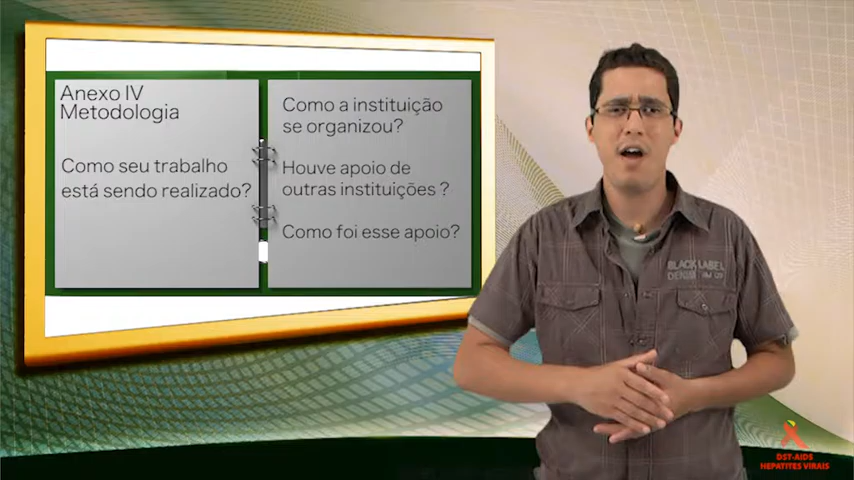 Anexo IV
Metodologia
Como seu trabalho
está sendo realizado?
Como a instituição
se organizou?
Houve apoio de
outras instituições ?
Como foi esse apoio?
BLACK LABEL
DENIM
DST-AIDS
HEPATITES VIRAIS